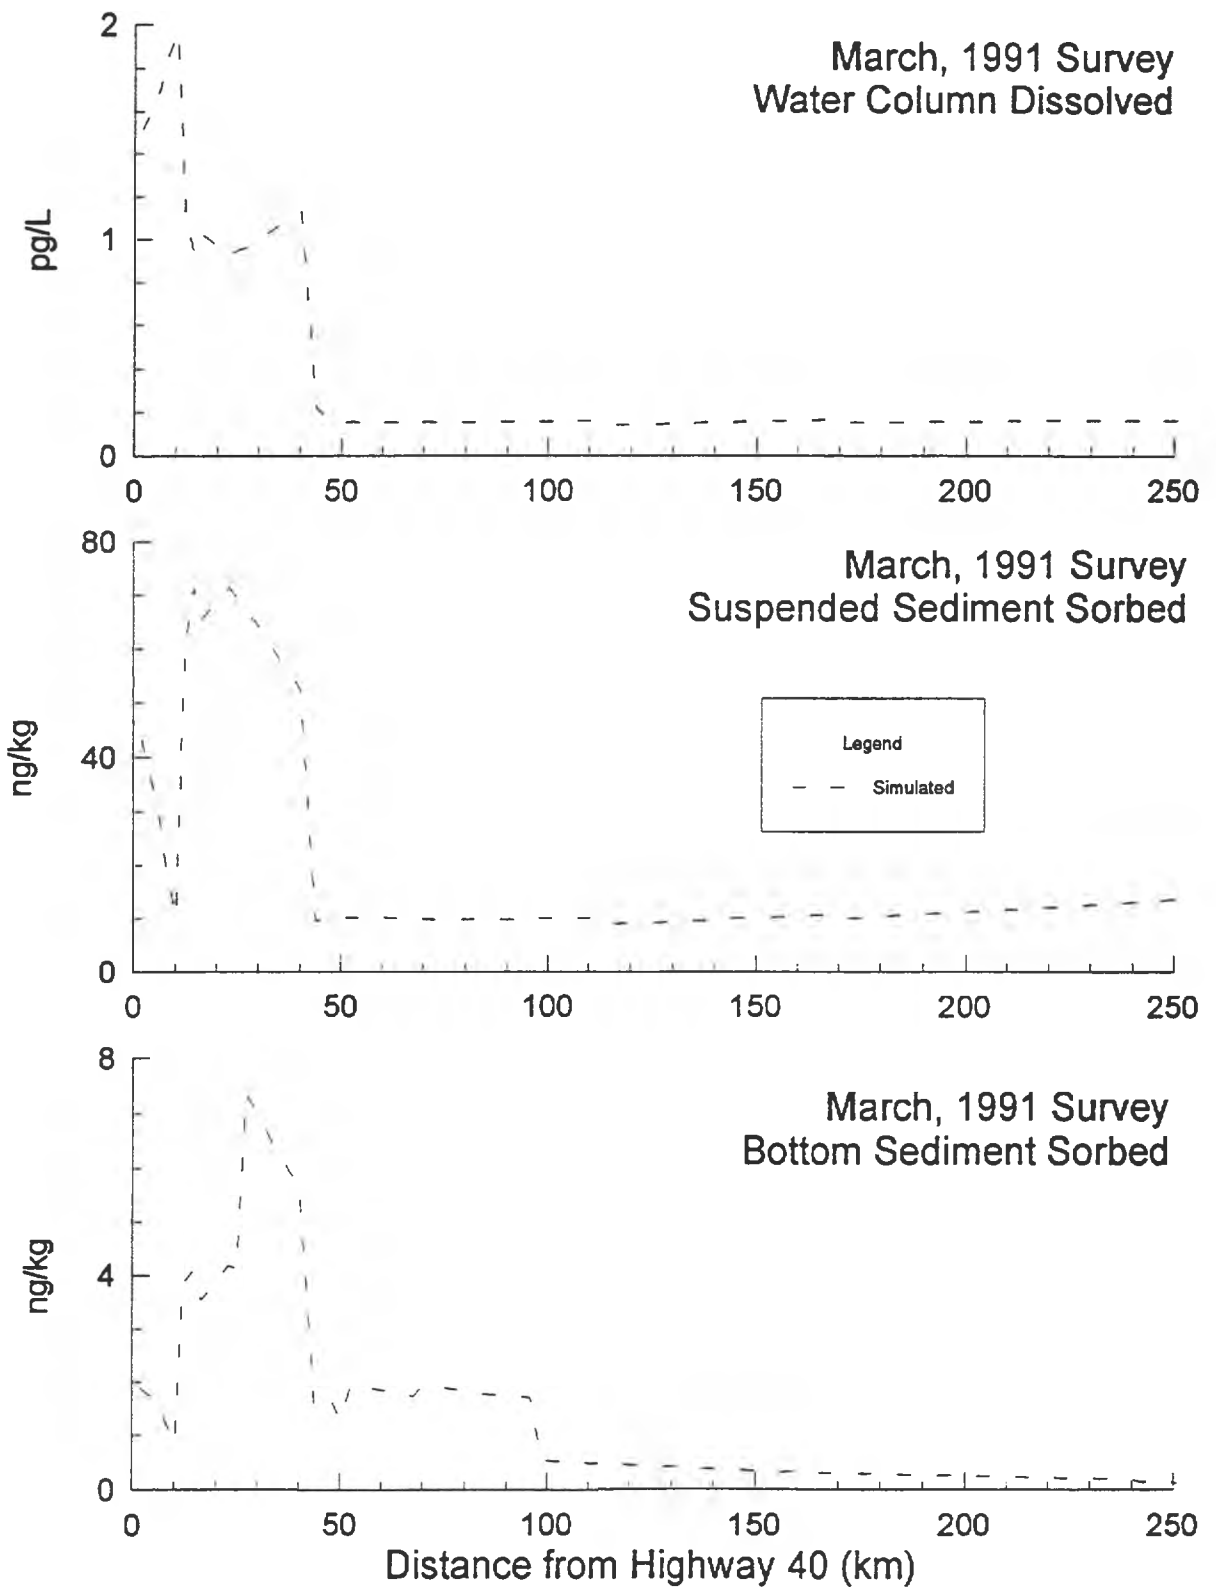 March, 1991 Survey
Water Column Dissolved
pg/L
2
1
0
0 50 100 150 200 250
March, 1991 Survey
Suspended Sediment Sorbed
ng/kg
80
40
0
Legend
Simulated
0 50 100 150 200 250
March, 1991 Survey
Bottom Sediment Sorbed
ng/kg
8
4
0
0 50 100 150 200 250
Distance from Highway 40 (km)